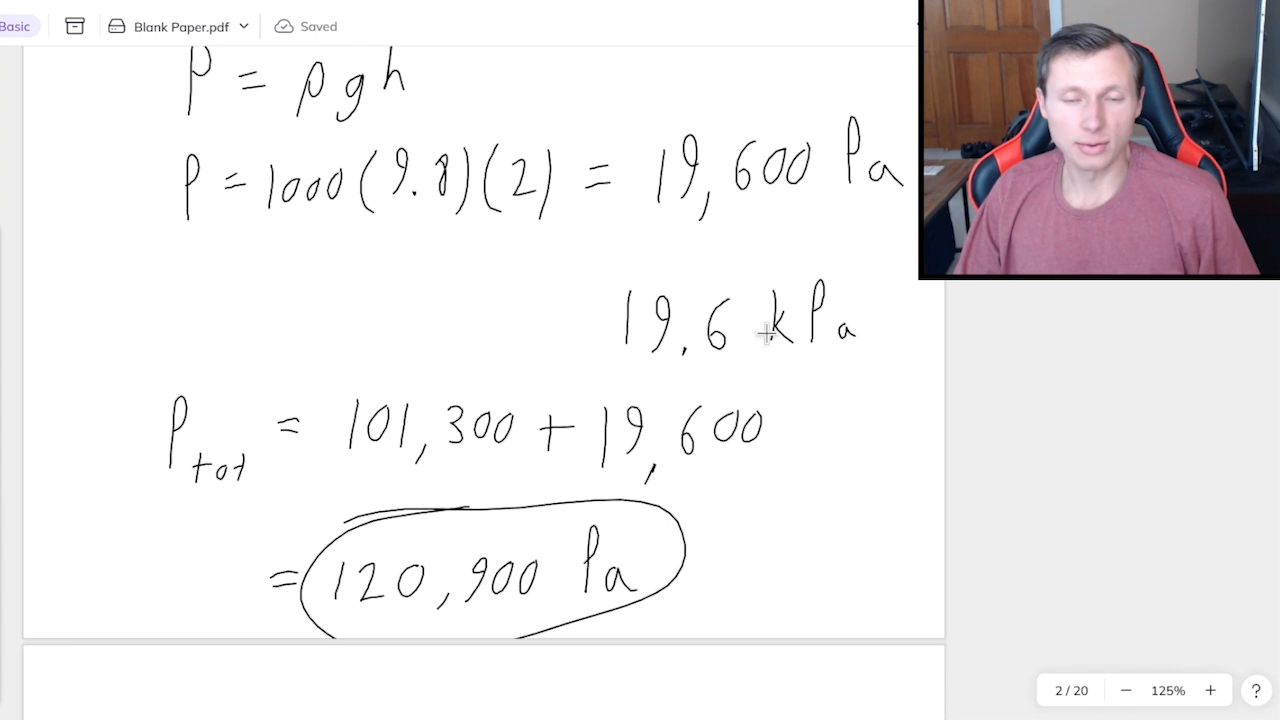 Basic Blank Paper.pdf Saved
P = ρgh
P = 1000(9.8)(2) = 19,600 Pa
19.6 kPa
Ptot = 101,300 + 19,600
= 120,900 Pa
2 / 20 − 125% + ?